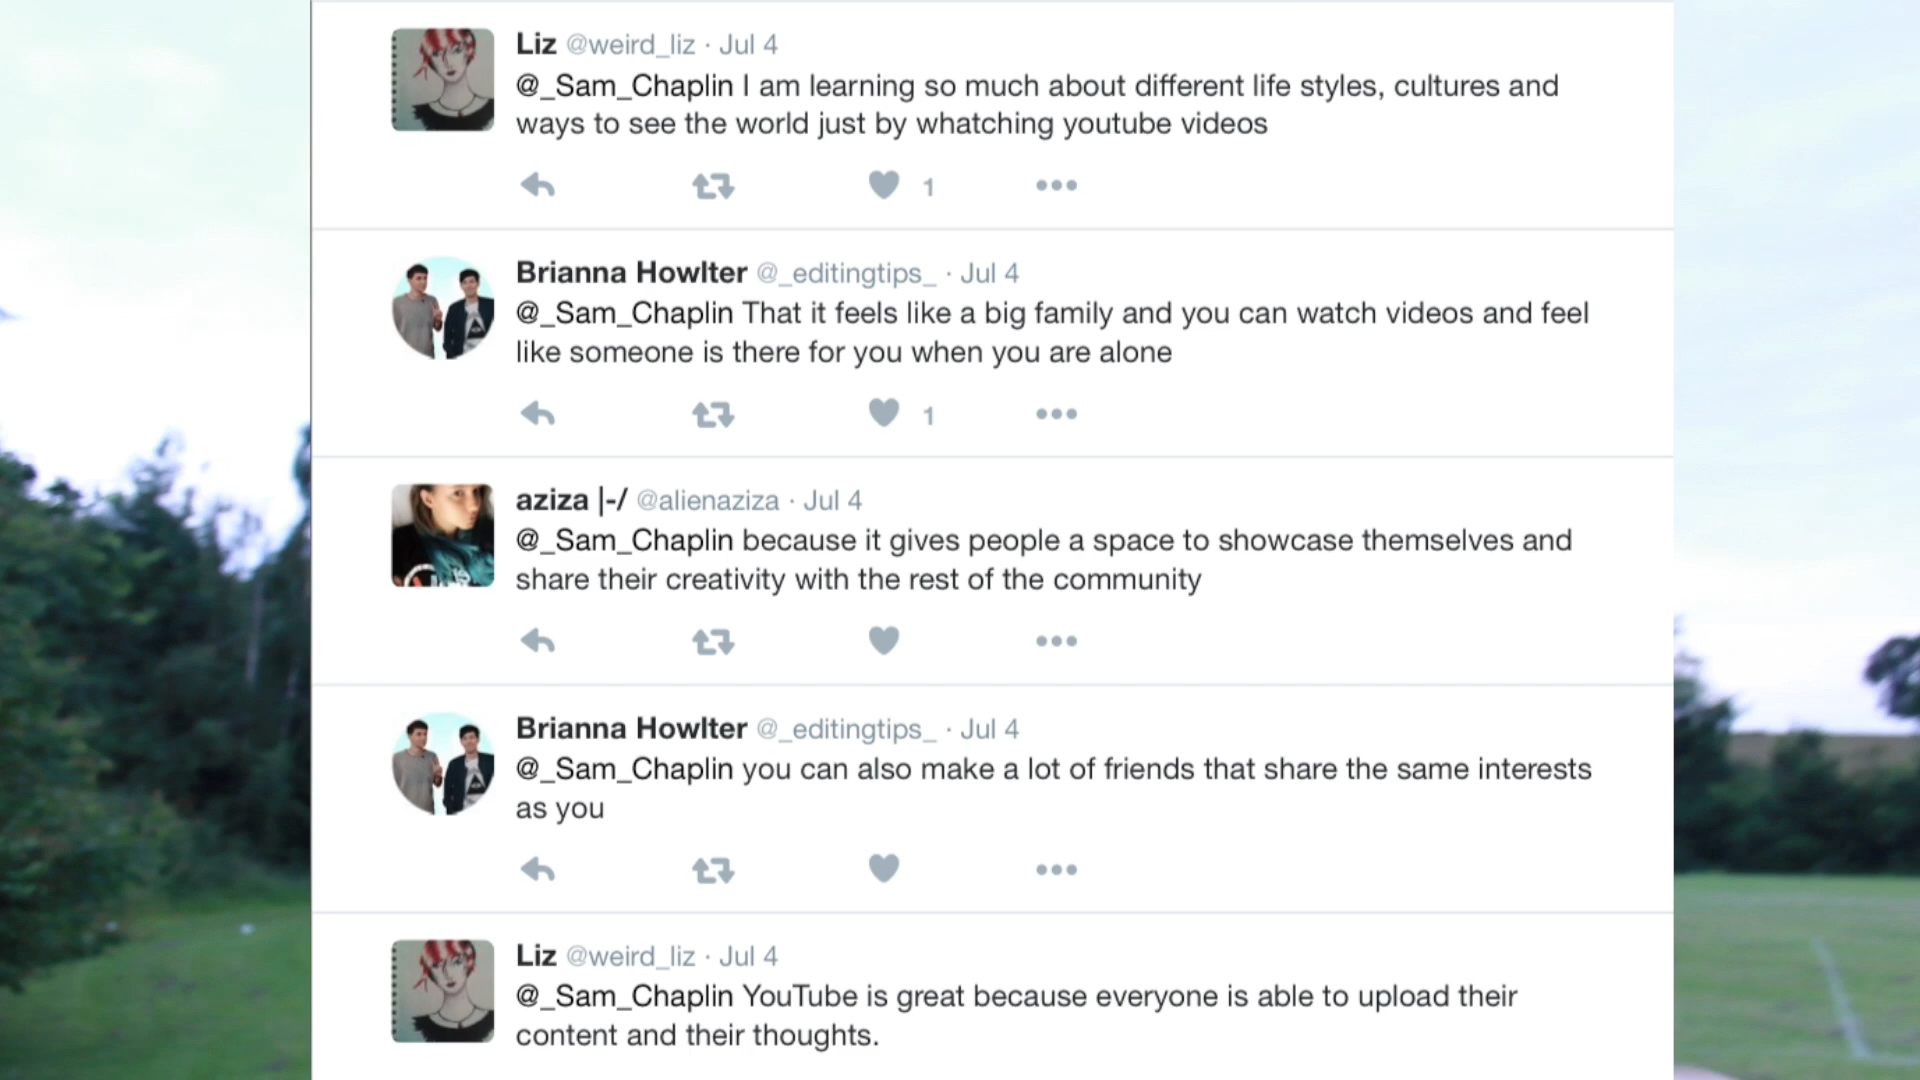 Liz @weird_liz · Jul 4
@_Sam_Chaplin I am learning so much about different life styles, cultures and
ways to see the world just by whatching youtube videos
1
Brianna Howlter @_editingtips_ · Jul 4
@_Sam_Chaplin That it feels like a big family and you can watch videos and feel
like someone is there for you when you are alone
1
aziza |-/ @alienaziza · Jul 4
@_Sam_Chaplin because it gives people a space to showcase themselves and
share their creativity with the rest of the community
Brianna Howlter @_editingtips_ · Jul 4
@_Sam_Chaplin you can also make a lot of friends that share the same interests
as you
Liz @weird_liz · Jul 4
@_Sam_Chaplin YouTube is great because everyone is able to upload their
content and their thoughts.